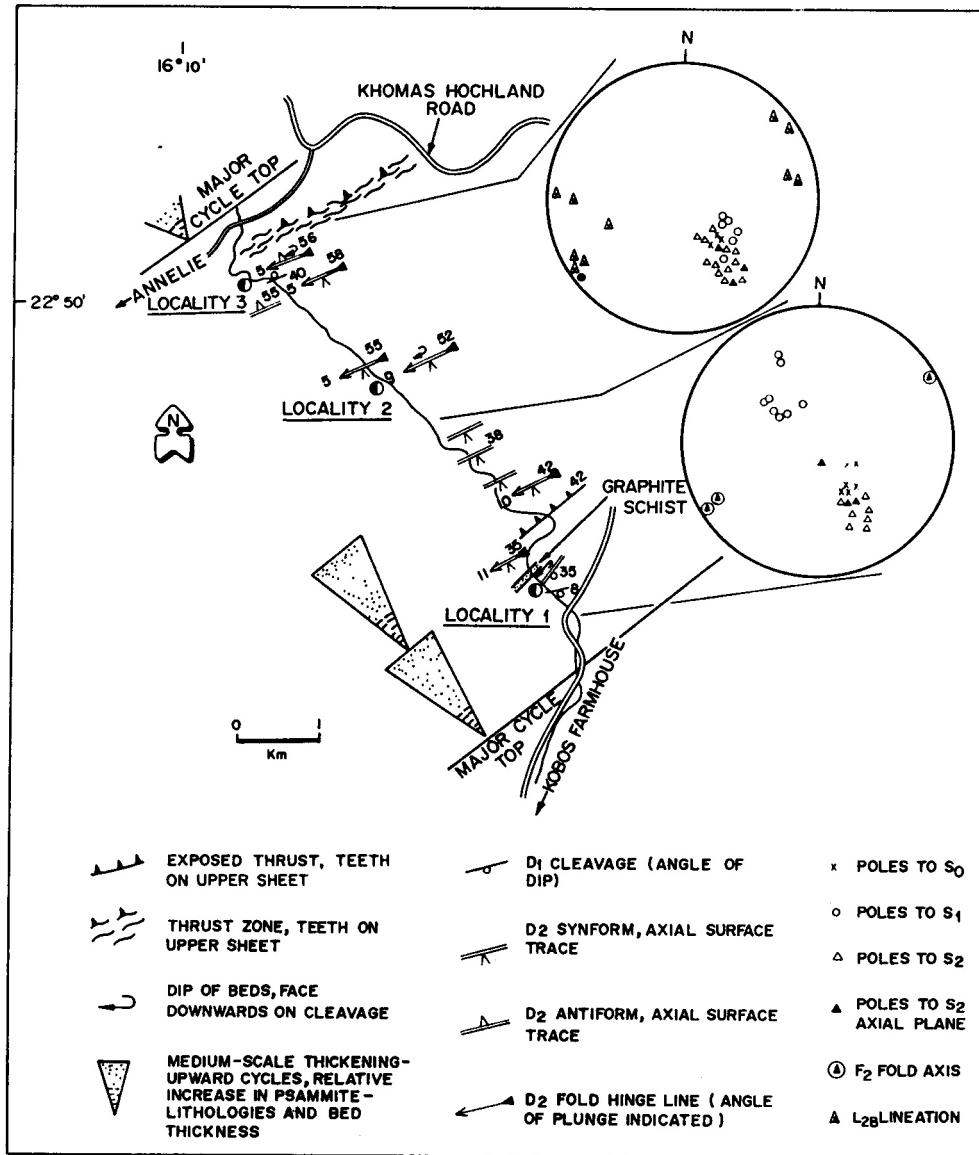 16° 10'
N
KHOMAS HOCHLAND
ROAD
MAJOR
CYCLE TOP
ANNELIE
56
5
40
58
5
55
LOCALITY 3
22° 50'
N
55
52
5
9
LOCALITY 2
N
38
42
10
42
GRAPHITE
SCHIST
35
11
35
8
LOCALITY 1
0 1
Km
MAJOR CYCLE
TOP
KOBOS FARMHOUSE
EXPOSED THRUST, TEETH
ON UPPER SHEET
THRUST ZONE, TEETH ON
UPPER SHEET
DIP OF BEDS, FACE
DOWNWARDS ON CLEAVAGE
MEDIUM-SCALE THICKENING-
UPWARD CYCLES, RELATIVE
INCREASE IN PSAMMITE-
LITHOLOGIES AND BED
THICKNESS
D1 CLEAVAGE (ANGLE OF
DIP)
D2 SYNFORM, AXIAL SURFACE
TRACE
D2 ANTIFORM, AXIAL SURFACE
TRACE
D2 FOLD HINGE LINE (ANGLE
OF PLUNGE INDICATED)
x POLES TO S0
o POLES TO S1
△ POLES TO S2
▲ POLES TO S2
AXIAL PLANE
F2 FOLD AXIS
L2B LINEATION